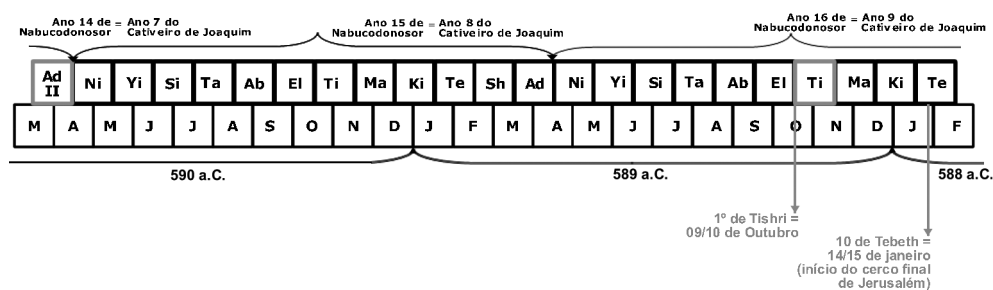 Ano 14 de = Ano 7 do
Nabucodonosor Cativeiro de Joaquim
Ano 15 de = Ano 8 do
Nabucodonosor Cativeiro de Joaquim
Ano 16 de = Ano 9 do
Nabucodonosor Cativeiro de Joaquim
Ad II Ni Yi Si Ta Ab El Ti Ma Ki Te Sh Ad Ni Yi Si Ta Ab El Ti Ma Ki Te
M A M J J A S O N D J F M A M J J A S O N D J F
590 a.C. 589 a.C. 588 a.C.
1º de Tishri =
09/10 de Outubro
10 de Tebeth =
14/15 de janeiro
(início do cerco final
de Jerusalém)